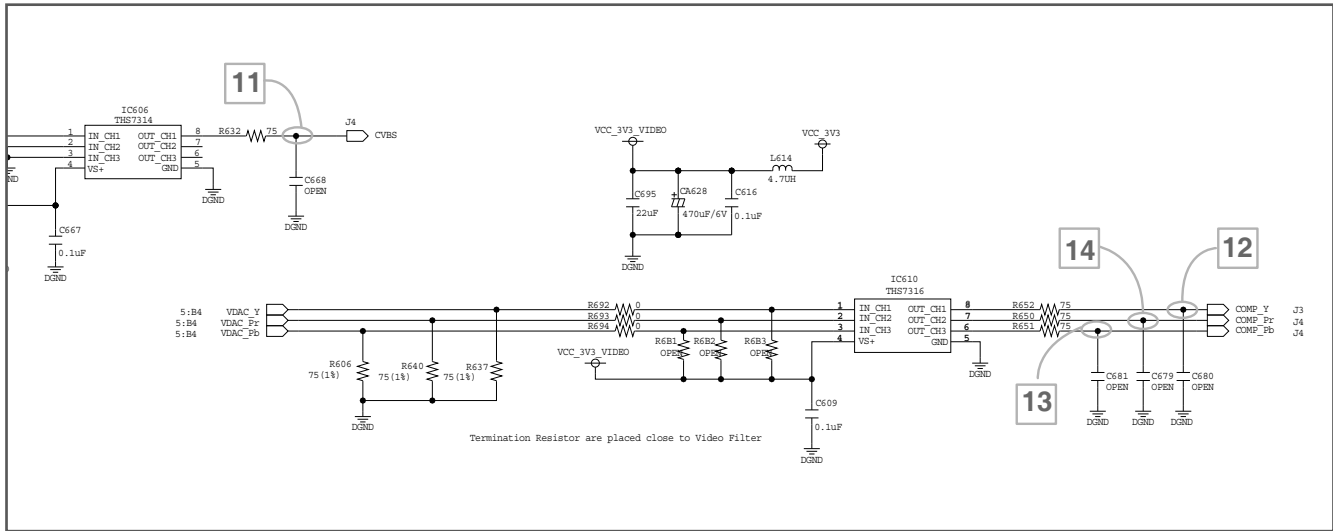 11
IC606
THS7314
1 IN_CH1 OUT_CH1 8
2 IN_CH2 OUT_CH2 7
3 IN_CH3 OUT_CH3 6
4 VS+ GND 5
R632 75
J4
CVBS
C668
OPEN
DGND
DGND
C667
0.1uF
DGND
VCC_3V3_VIDEO
VCC_3V3
L614
4.7UH
C695
22uF
CA628
470uF/6V
C616
0.1uF
DGND
5:B4 VDAC_Y
5:B4 VDAC_Pr
5:B4 VDAC_Pb
R692 0
R693 0
R694 0
R606
75(1%)
R640
75(1%)
R637
75(1%)
DGND
VCC_3V3_VIDEO
R6B1
OPEN
R6B2
OPEN
R6B3
OPEN
IC610
THS7316
1 IN_CH1 OUT_CH1 8
2 IN_CH2 OUT_CH2 7
3 IN_CH3 OUT_CH3 6
4 VS+ GND 5
DGND
C609
0.1uF
DGND
R652 75
R650 75
R651 75
14
12
13
COMP_Y J3
COMP_Pr J4
COMP_Pb J4
C681
OPEN
C679
OPEN
C680
OPEN
DGND
DGND
DGND
Termination Resistor are placed close to Video Filter